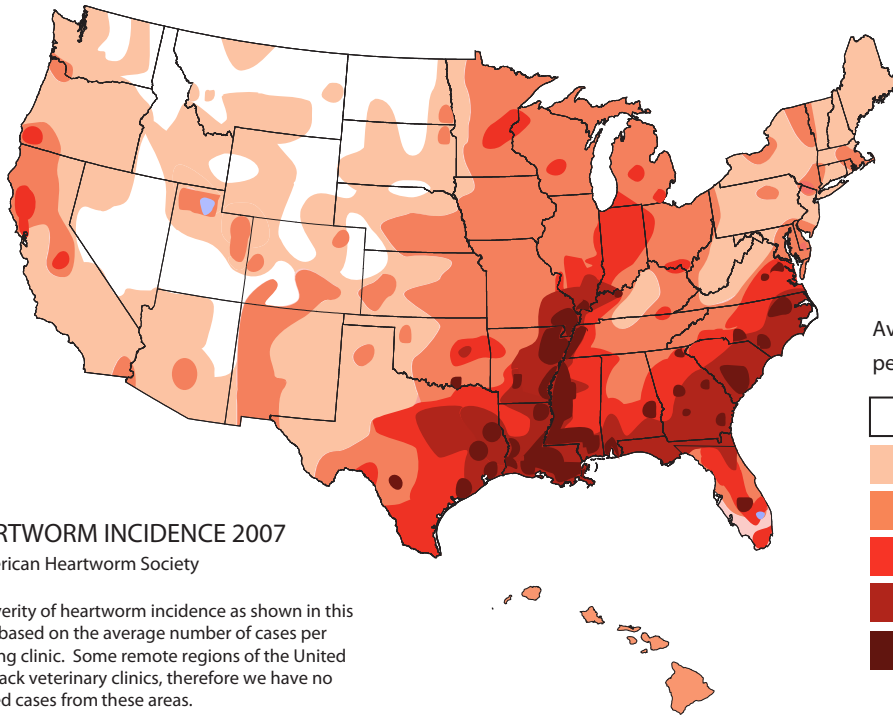 Av
pe
RTWORM INCIDENCE 2007
erican Heartworm Society
verity of heartworm incidence as shown in this
based on the average number of cases per
ng clinic. Some remote regions of the United
ack veterinary clinics, therefore we have no
ed cases from these areas.